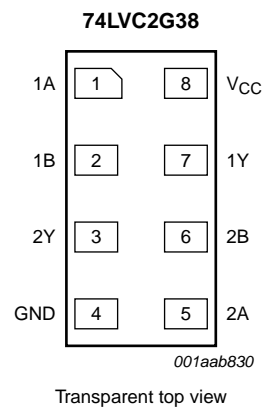 74LVC2G38
1A 1 8 VCC
1B 2 7 1Y
2Y 3 6 2B
GND 4 5 2A
001aab830
Transparent top view